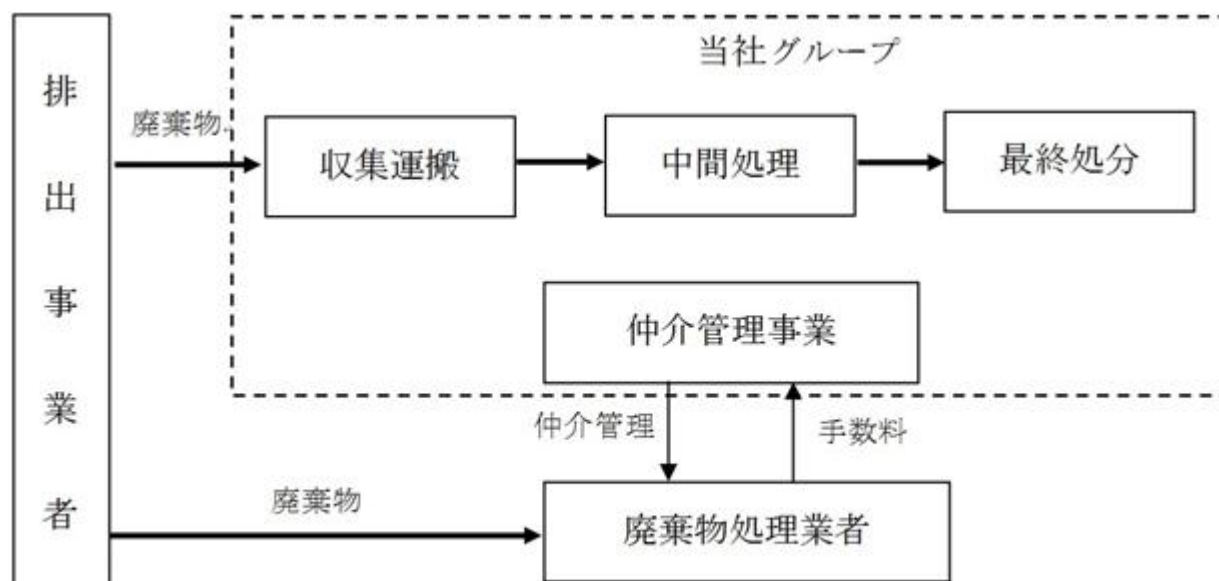 排出事業者
当社グループ
廃棄物
収集運搬
中間処理
最終処分
仲介管理事業
仲介管理
手数料
廃棄物
廃棄物処理業者